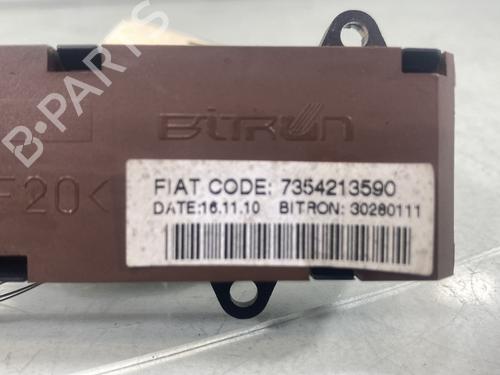 BITRON
F20<
FIAT CODE: 7354213590
DATE:16.11.10 BITRON: 30280111
B-PARTS